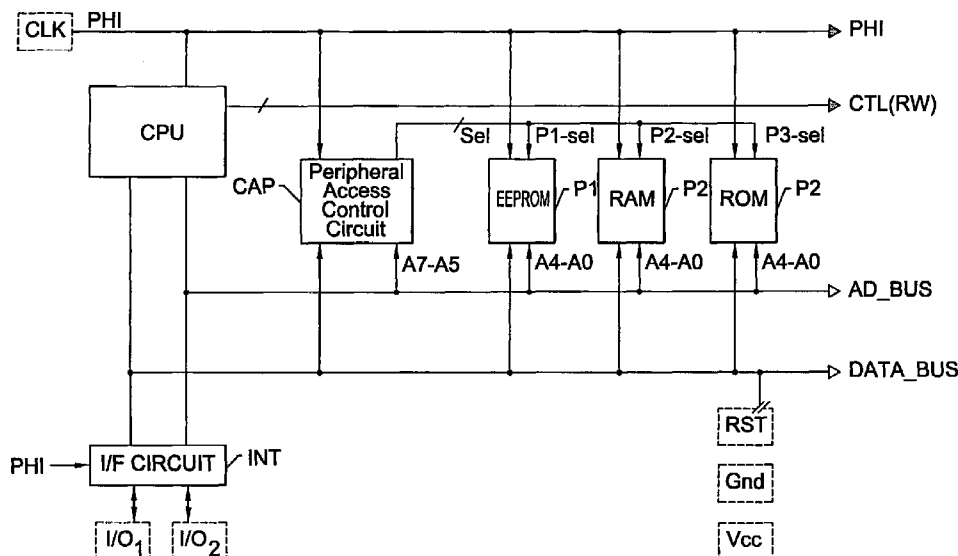 CLK PHI PHI
CTL(RW)
CPU
Sel P1-sel P2-sel P3-sel
CAP
Peripheral
Access
Control
Circuit
EEPROM P1
RAM P2
ROM P2
A7-A5 A4-A0 A4-A0 A4-A0
AD_BUS
DATA_BUS
RST
PHI I/F CIRCUIT INT
Gnd
I/O1 I/O2
Vcc